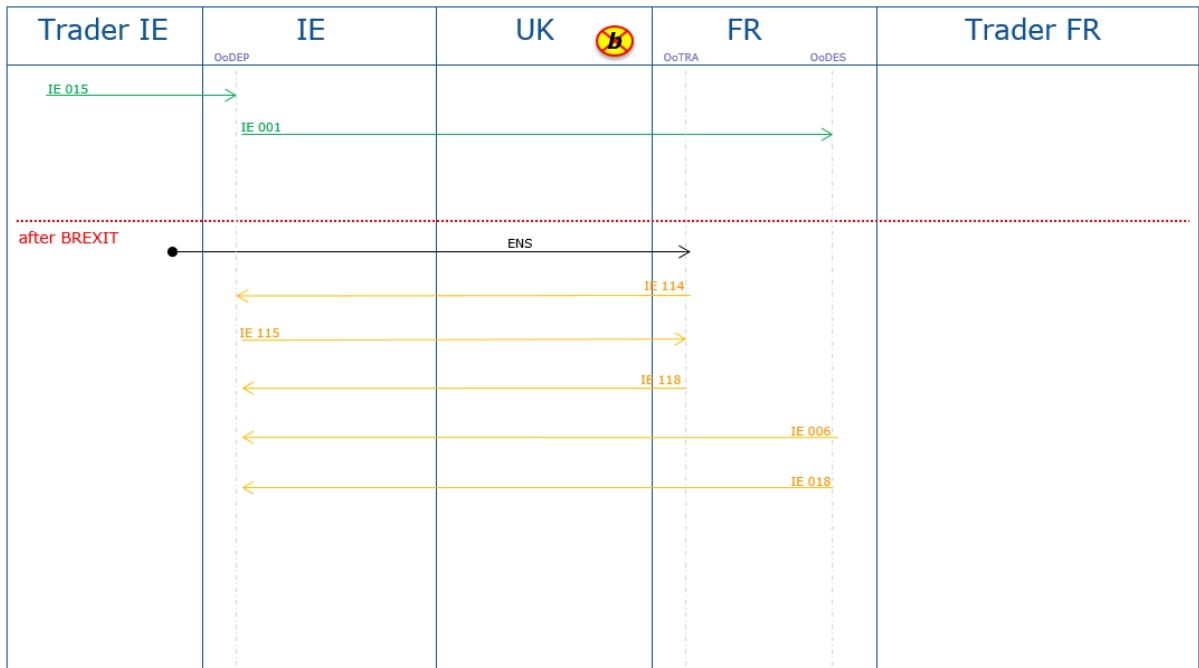 Trader IE
IE
UK
b
FR
Trader FR
OoDEP
OoTRA
OoDES
IE 015
IE 001
after BREXIT
ENS
IE 114
IE 115
IE 118
IE 006
IE 018